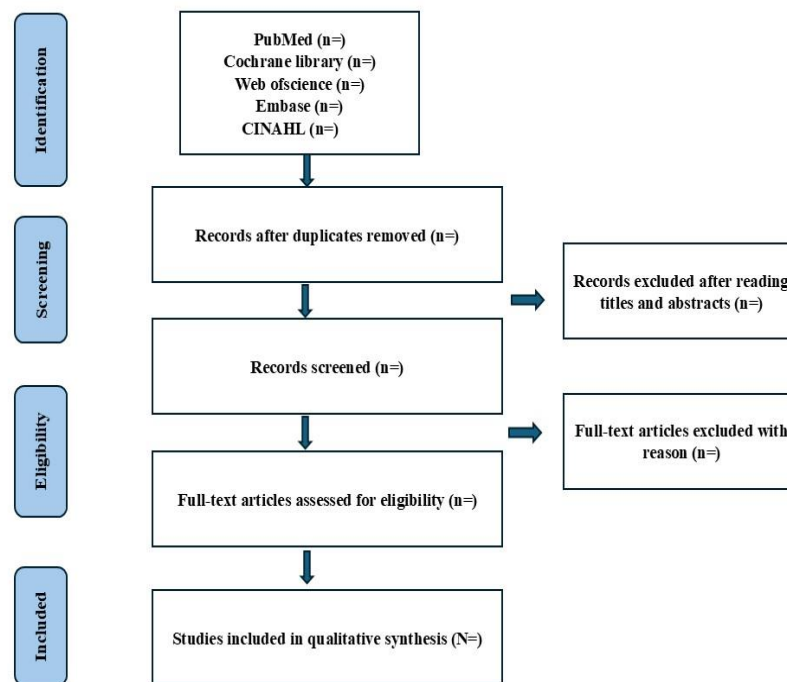 Identification
PubMed (n=)
Cochrane library (n=)
Web ofscience (n=)
Embase (n=)
CINAHL (n=)
Records after duplicates removed (n=)
Screening
Records excluded after reading
titles and abstracts (n=)
Records screened (n=)
Eligibility
Full-text articles excluded with
reason (n=)
Full-text articles assessed for eligibility (n=)
Included
Studies included in qualitative synthesis (N=)